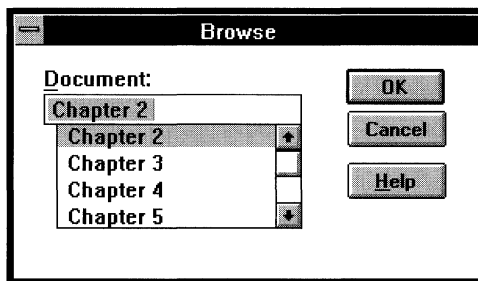 Browse
Document:
Chapter 2
Chapter 2
Chapter 3
Chapter 4
Chapter 5
OK
Cancel
Help